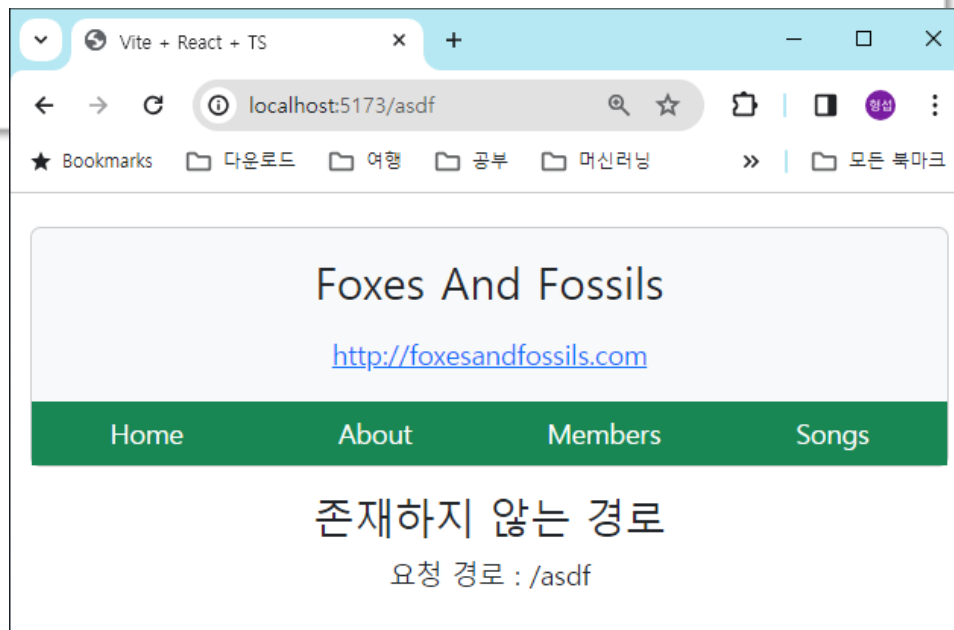 Vite + React + TS
localhost:5173/asdf
형섭
Bookmarks 다운로드 여행 공부 머신러닝 » 모든 북마크
Foxes And Fossils
http://foxesandfossils.com
Home About Members Songs
존재하지 않는 경로
요청 경로 : /asdf